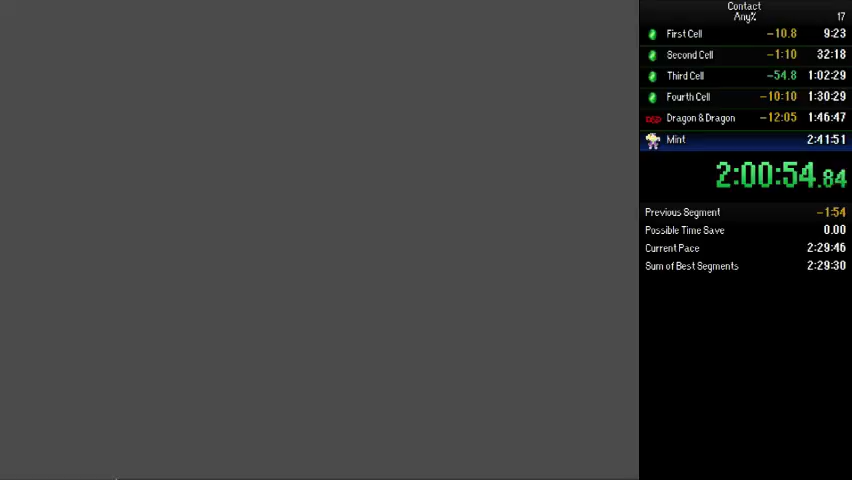 Contact
Any% 17
First Cell -10.8 9:23
Second Cell -1:10 32:18
Third Cell -54.8 1:02:29
Fourth Cell -10:10 1:30:29
D&D Dragon & Dragon -12:05 1:46:47
Mint 2:41:51
2:00:54.84
Previous Segment -1:54
Possible Time Save 0.00
Current Pace 2:29:46
Sum of Best Segments 2:29:30